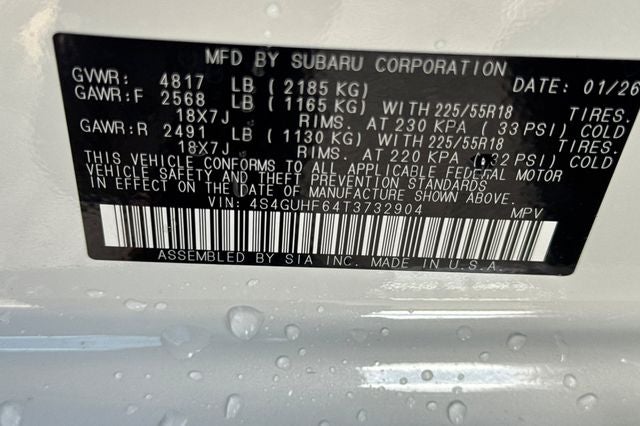 MFD BY SUBARU CORPORATION
GVWR: 4817 LB ( 2185 KG) DATE: 01/26
GAWR:F 2568 LB ( 1165 KG) WITH 225/55R18 TIRES.
18X7J RIMS. AT 230 KPA ( 33 PSI) COLD
GAWR:R 2491 LB ( 1130 KG) WITH 225/55R18 TIRES.
18X7J RIMS. AT 220 KPA ( 32 PSI) COLD
THIS VEHICLE CONFORMS TO ALL APPLICABLE FEDERAL MOTOR
VEHICLE SAFETY AND THEFT PREVENTION STANDARDS
IN EFFECT ON THE DATE OF MANUFACTURE SHOWN ABOVE.
VIN: 4S4GUHF64T3732904 MPV
ASSEMBLED BY SIA INC. MADE IN U.S.A.